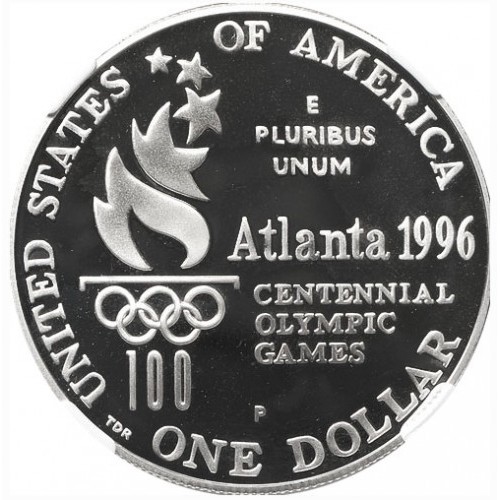 UNITED STATES OF AMERICA
E
PLURIBUS
UNUM
Atlanta 1996
CENTENNIAL
OLYMPIC
GAMES
100
P
TDR
ONE DOLLAR